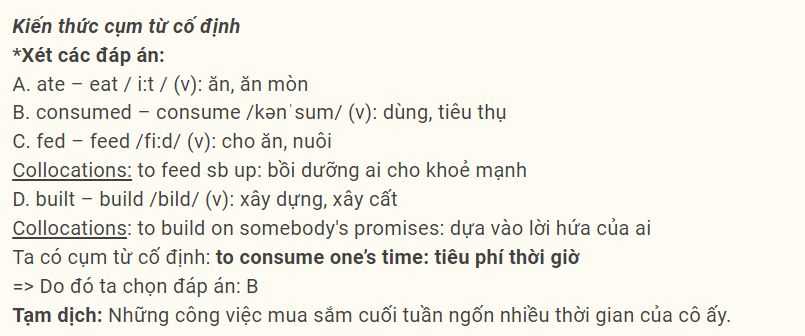 Kiến thức cụm từ cố định
*Xét các đáp án:
A. ate – eat / i:t / (v): ăn, ăn mòn
B. consumed – consume /kənˈsum/ (v): dùng, tiêu thụ
C. fed – feed /fi:d/ (v): cho ăn, nuôi
Collocations: to feed sb up: bồi dưỡng ai cho khoẻ mạnh
D. built – build /bild/ (v): xây dựng, xây cất
Collocations: to build on somebody's promises: dựa vào lời hứa của ai
Ta có cụm từ cố định: to consume one’s time: tiêu phí thời giờ
=> Do đó ta chọn đáp án: B
Tạm dịch: Những công việc mua sắm cuối tuần ngốn nhiều thời gian của cô ấy.